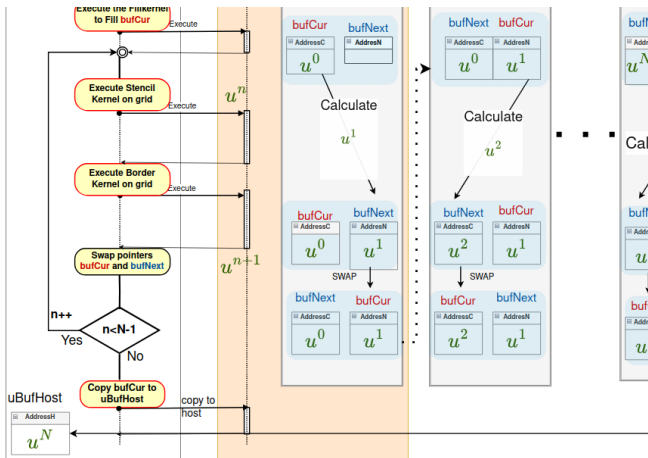 Execute the Fillkernel
to Fill bufCur
Execute
Execute Stencil
Kernel on grid
Execute
Execute Border
Kernel on grid
Execute
Swap pointers
bufCur and bufNext
n++
Yes
n<N-1
No
Copy bufCur to
uBufHost
copy to
host
uBufHost
AddressH
u^N
u^n
u^{n+1}
bufCur
bufNext
AddressC
AddresN
u^0
Calculate
u^1
bufCur
bufNext
AddressC
AddresN
u^0
u^1
SWAP
bufNext
bufCur
AddressC
AddresN
u^0
u^1
bufNext
bufCur
AddressC
AddresN
u^0
u^1
Calculate
u^2
bufNext
bufCur
AddressC
AddresN
u^2
u^1
SWAP
bufNext
bufCur
AddressC
AddresN
u^2
u^1